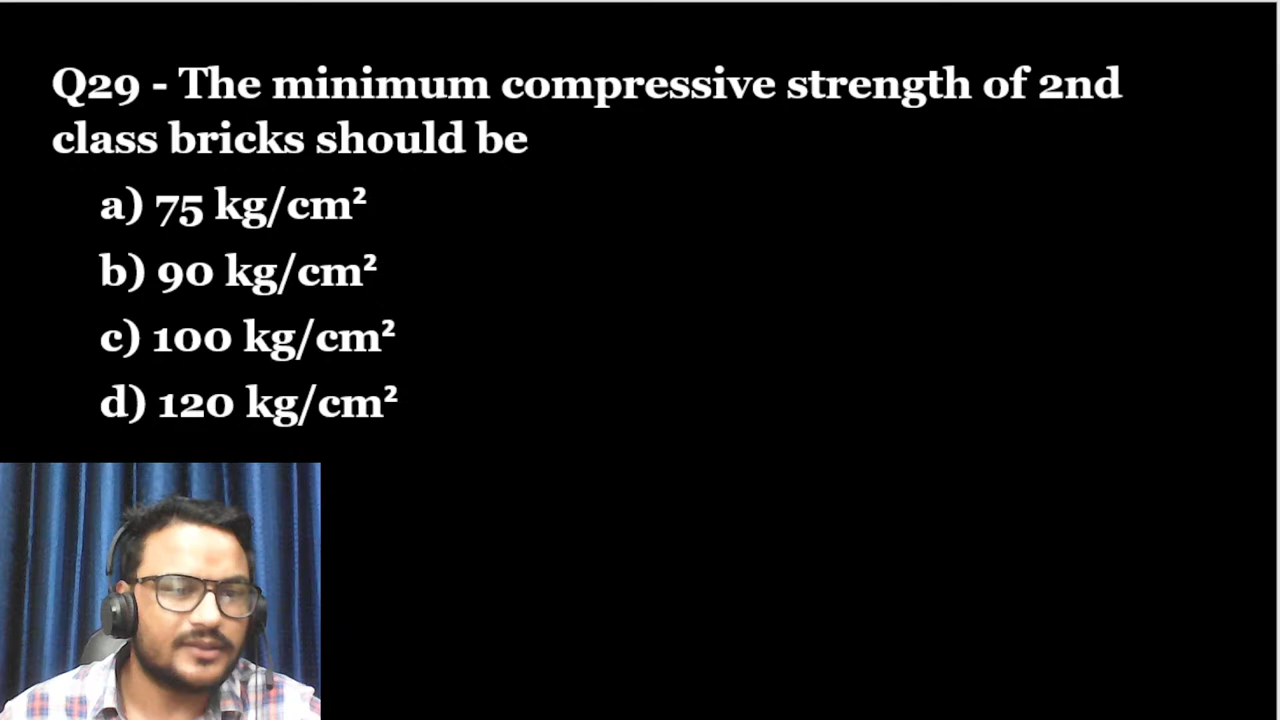 Q29 - The minimum compressive strength of 2nd
class bricks should be
a) 75 kg/cm²
b) 90 kg/cm²
c) 100 kg/cm²
d) 120 kg/cm²